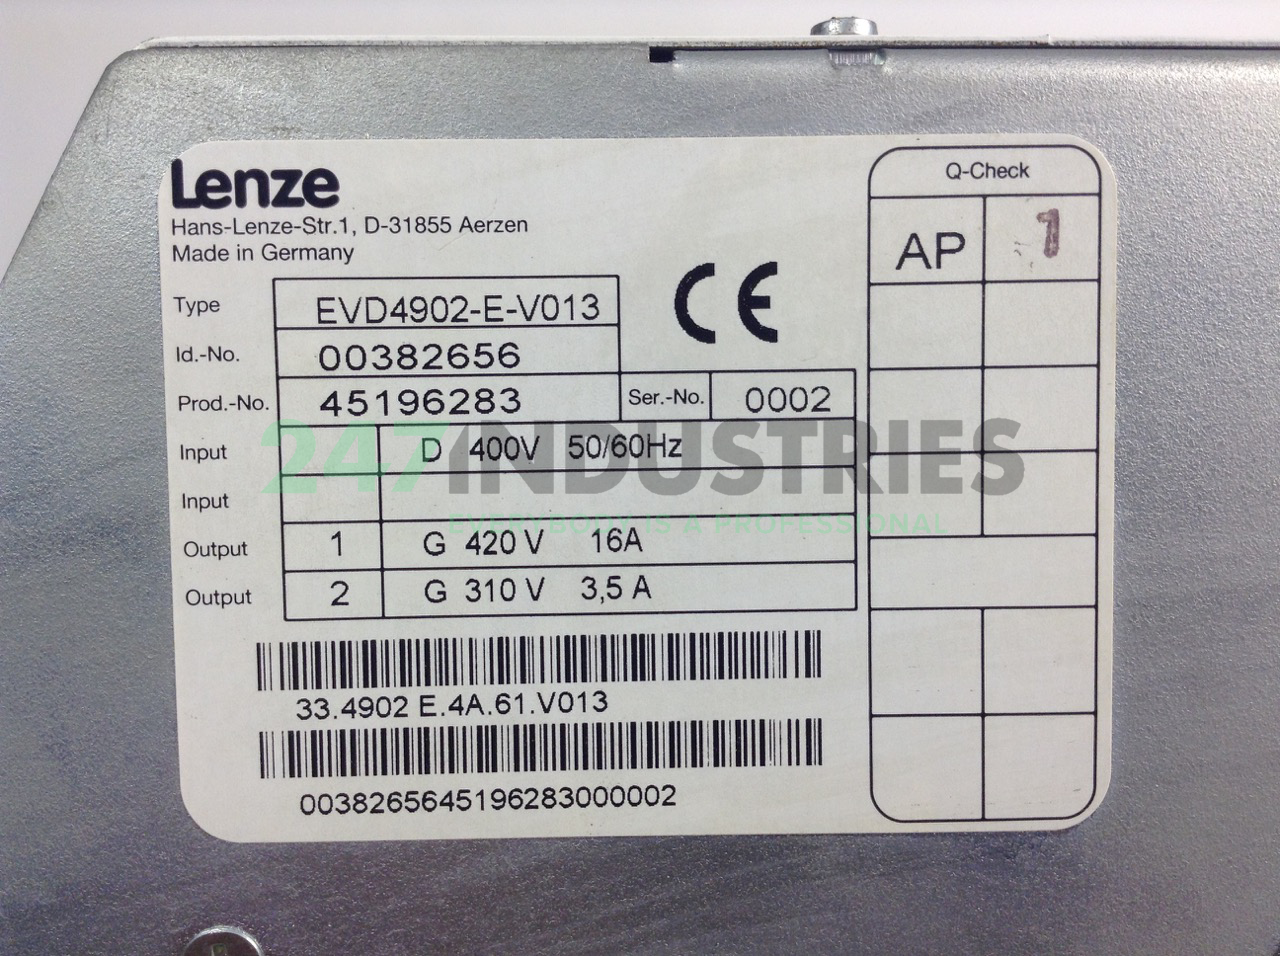 Lenze
Hans-Lenze-Str.1, D-31855 Aerzen
Made in Germany
Type EVD4902-E-V013
Id.-No. 00382656
Prod.-No. 45196283 Ser.-No. 0002
Input D 400V 50/60Hz
Input
Output 1 G 420 V 16A
Output 2 G 310 V 3,5 A
33.4902 E.4A.61.V013
0038265645196283000002
CE
Q-Check
AP 1
247INDUSTRIES
EVERYBODY IS A PROFESSIONAL